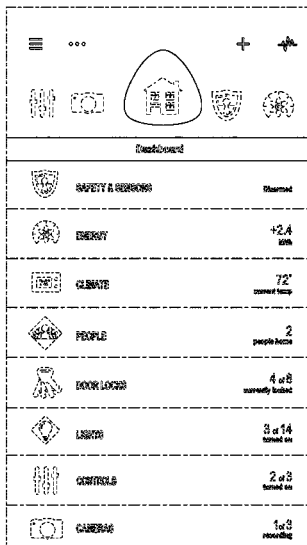 Dashboard
SAFETY & SENSORS
Disarmed
ENERGY
+2.4
kWh
CLIMATE
72°
current temp
PEOPLE
2
people home
DOOR LOCKS
4 of 6
currently locked
LIGHTS
3 of 14
turned on
CONTROLS
2 of 3
turned on
CAMERAS
1 of 3
recording